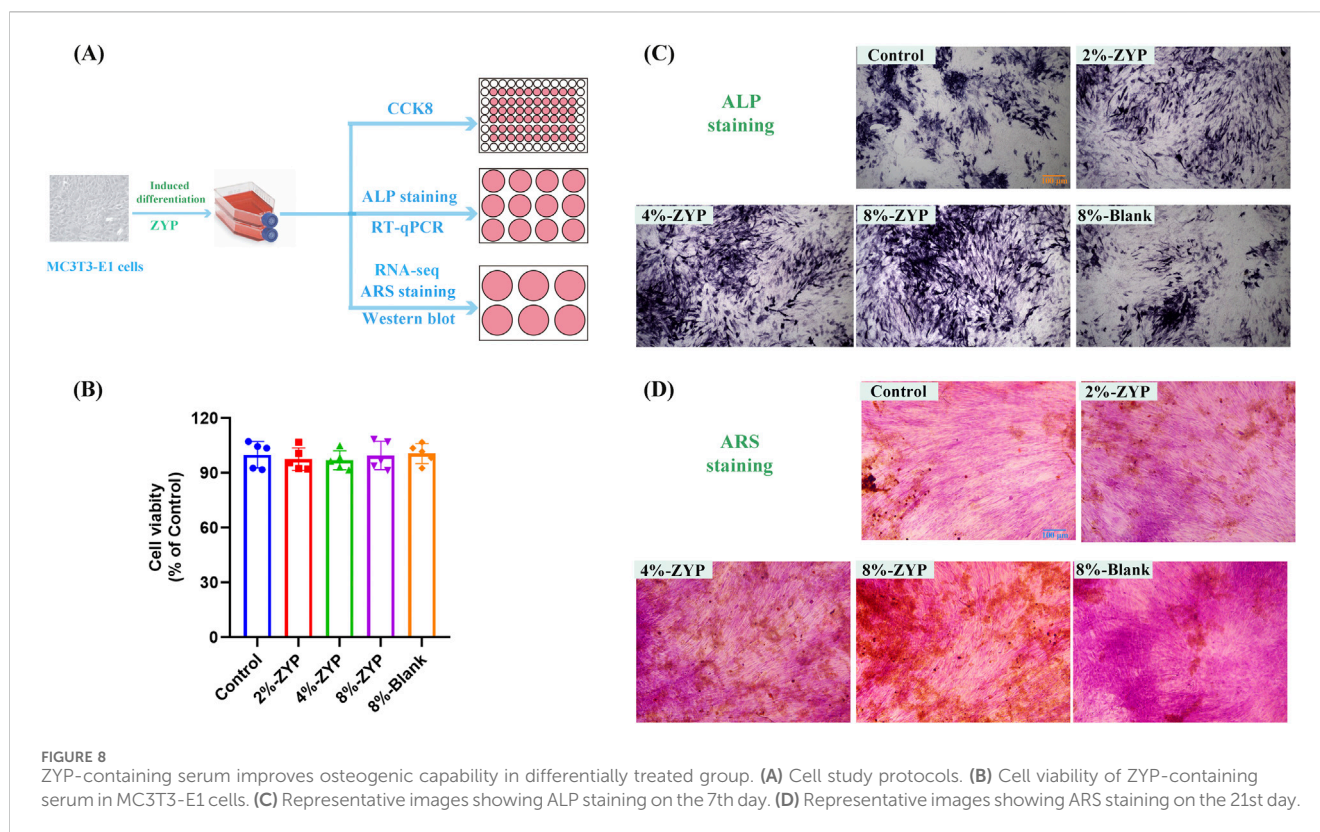 (A)
CCK8
Induced
differentiation
ZYP
ALP staining
RT-qPCR
MC3T3-E1 cells
RNA-seq
ARS staining
Western blot
(B)
120
90
60
30
0
Cell viability
(% of Control)
Control
2%-ZYP
4%-ZYP
8%-ZYP
8%-Blank
(C)
ALP
staining
Control
100 μm
2%-ZYP
4%-ZYP
8%-ZYP
8%-Blank
(D)
ARS
staining
Control
100 μm
2%-ZYP
4%-ZYP
8%-ZYP
8%-Blank
FIGURE 8
ZYP-containing serum improves osteogenic capability in differentially treated group. (A) Cell study protocols. (B) Cell viability of ZYP-containing
serum in MC3T3-E1 cells. (C) Representative images showing ALP staining on the 7th day. (D) Representative images showing ARS staining on the 21st day.